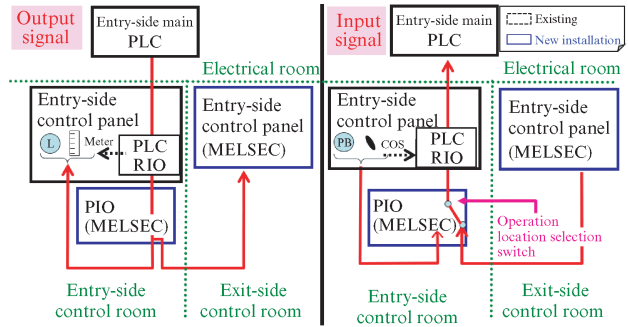 Output
signal
Entry-side main
PLC
Electrical room
Entry-side
control panel
L
Meter
PLC
RIO
Entry-side
control panel
(MELSEC)
PIO
(MELSEC)
Entry-side
control room
Exit-side
control room
Input
signal
Entry-side main
PLC
Existing
New installation
Electrical room
Entry-side
control panel
PB
COS
PLC
RIO
Entry-side
control panel
(MELSEC)
PIO
(MELSEC)
Operation
location selection
switch
Entry-side
control room
Exit-side
control room